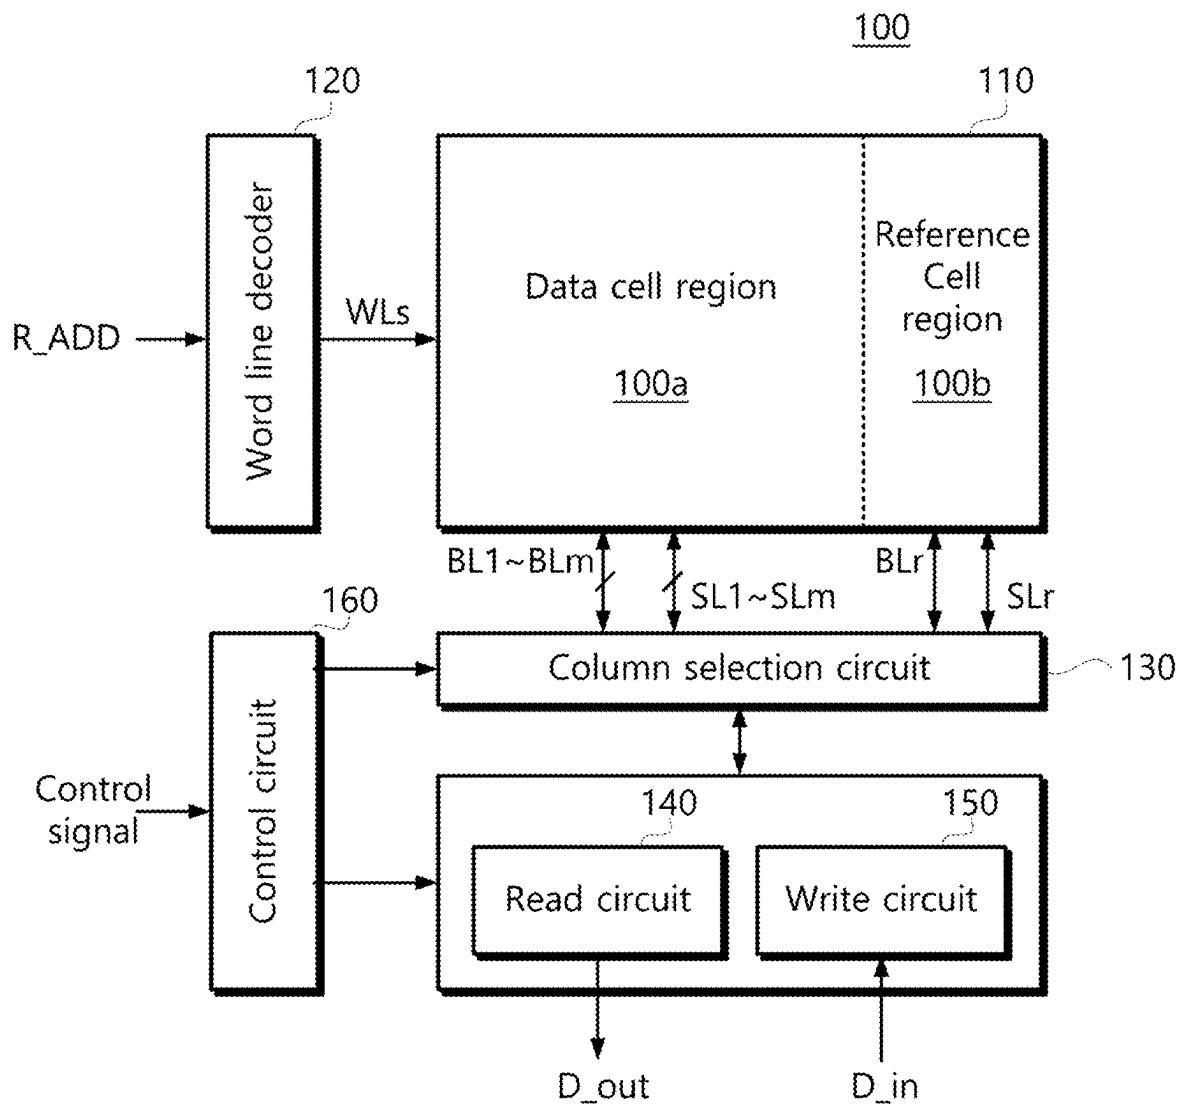 100
120
110
Word line decoder
Data cell region
100a
Reference
Cell
region
100b
R_ADD
WLs
BL1~BLm
SL1~SLm
BLr
SLr
160
Column selection circuit
130
Control circuit
Control
signal
140
150
Read circuit
Write circuit
D_out
D_in